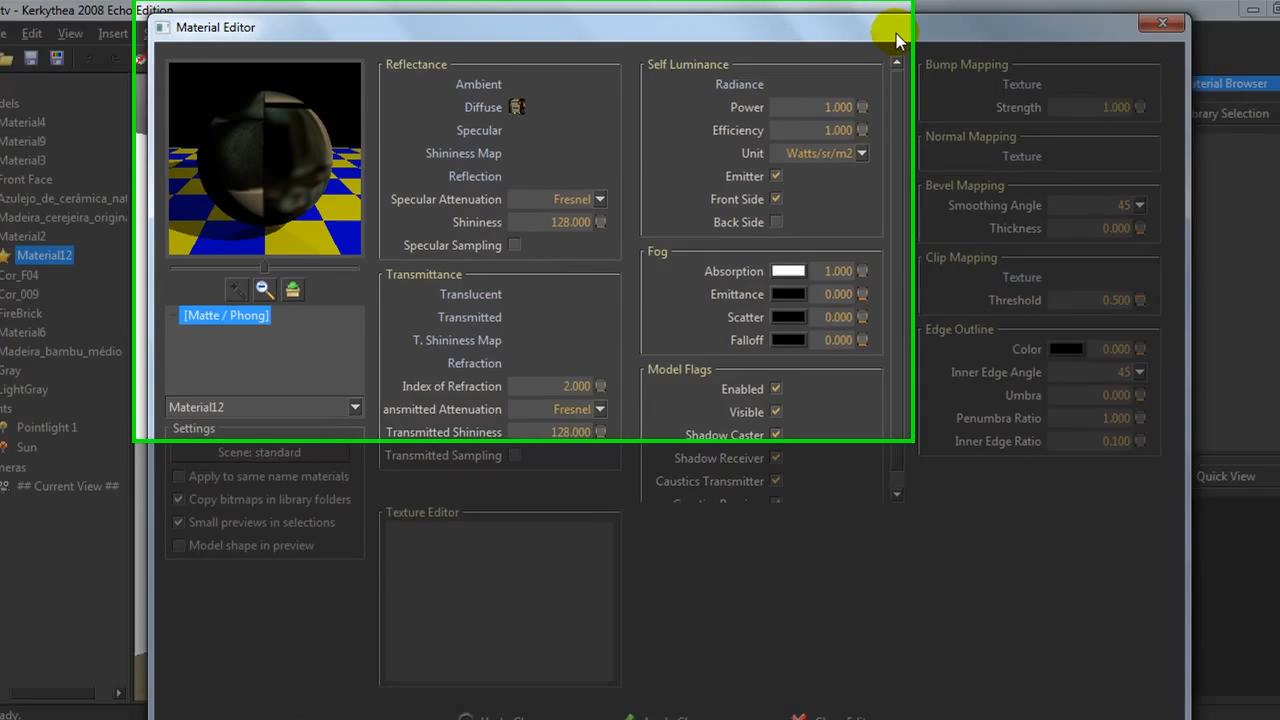 tv - Kerkythea 2008 Echo Edition
Edit
View
Insert
Material Editor
dels
Material4
Material9
Material3
Front Face
Azulejo_de_cerâmica_nat
Madeira_cerejeira_origina
Material2
Material12
Cor_F04
Cor_009
FireBrick
Material6
Madeira_bambu_médio
Gray
LightGray
hts
Pointlight 1
Sun
meras
## Current View ##
[Matte / Phong]
Material12
Settings
Scene: standard
Apply to same name materials
Copy bitmaps in library folders
Small previews in selections
Model shape in preview
Reflectance
Ambient
Diffuse
Specular
Shininess Map
Reflection
Specular Attenuation Fresnel
Shininess 128.000
Specular Sampling
Transmittance
Translucent
Transmitted
T. Shininess Map
Refraction
Index of Refraction 2.000
ansmitted Attenuation Fresnel
Transmitted Shininess 128.000
Transmitted Sampling
Texture Editor
Self Luminance
Radiance
Power 1.000
Efficiency 1.000
Unit Watts/sr/m2
Emitter
Front Side
Back Side
Fog
Absorption 1.000
Emittance 0.000
Scatter 0.000
Falloff 0.000
Model Flags
Enabled
Visible
Shadow Caster
Shadow Receiver
Caustics Transmitter
Bump Mapping
Texture
Strength 1.000
Normal Mapping
Texture
Bevel Mapping
Smoothing Angle 45
Thickness 0.000
Clip Mapping
Texture
Threshold 0.500
Edge Outline
Color 0.000
Inner Edge Angle 45
Umbra 0.000
Penumbra Ratio 1.000
Inner Edge Ratio 0.100
aterial Browser
brary Selection
Quick View